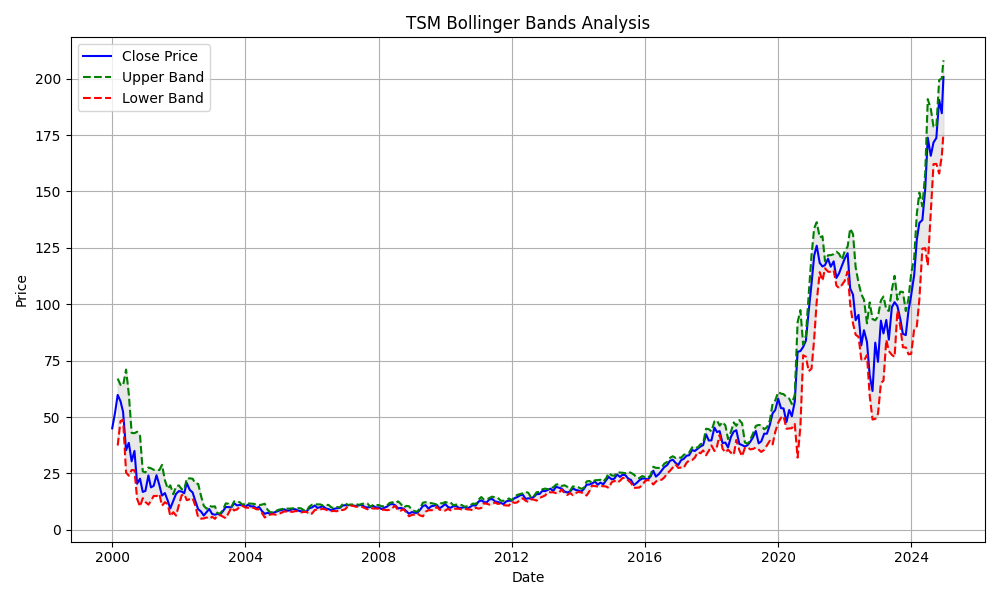 TSM Bollinger Bands Analysis
Close Price
Upper Band
Lower Band
Price
200
175
150
125
100
75
50
25
0
2000 2004 2008 2012 2016 2020 2024
Date